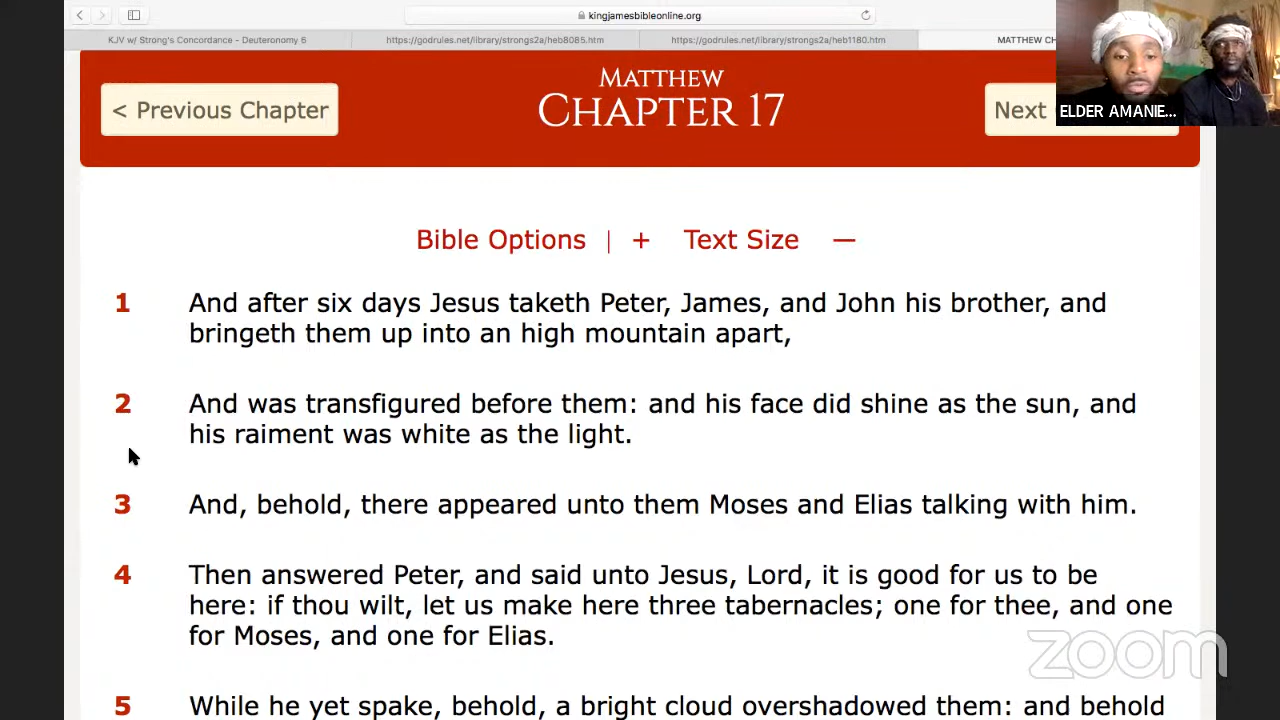 kingjamesbibleonline.org
KJV w/ Strong's Concordance - Deuteronomy 6
https://godrules.net/library/strongs2a/heb8085.htm
https://godrules.net/library/strongs2a/heb1180.htm
MATTHEW CH
ELDER AMANIE...
< Previous Chapter
MATTHEW
CHAPTER 17
Next
Bible Options | + Text Size —
1 And after six days Jesus taketh Peter, James, and John his brother, and
bringeth them up into an high mountain apart,
2 And was transfigured before them: and his face did shine as the sun, and
his raiment was white as the light.
3 And, behold, there appeared unto them Moses and Elias talking with him.
4 Then answered Peter, and said unto Jesus, Lord, it is good for us to be
here: if thou wilt, let us make here three tabernacles; one for thee, and one
for Moses, and one for Elias.
zoom
5 While he yet spake, behold, a bright cloud overshadowed them: and behold